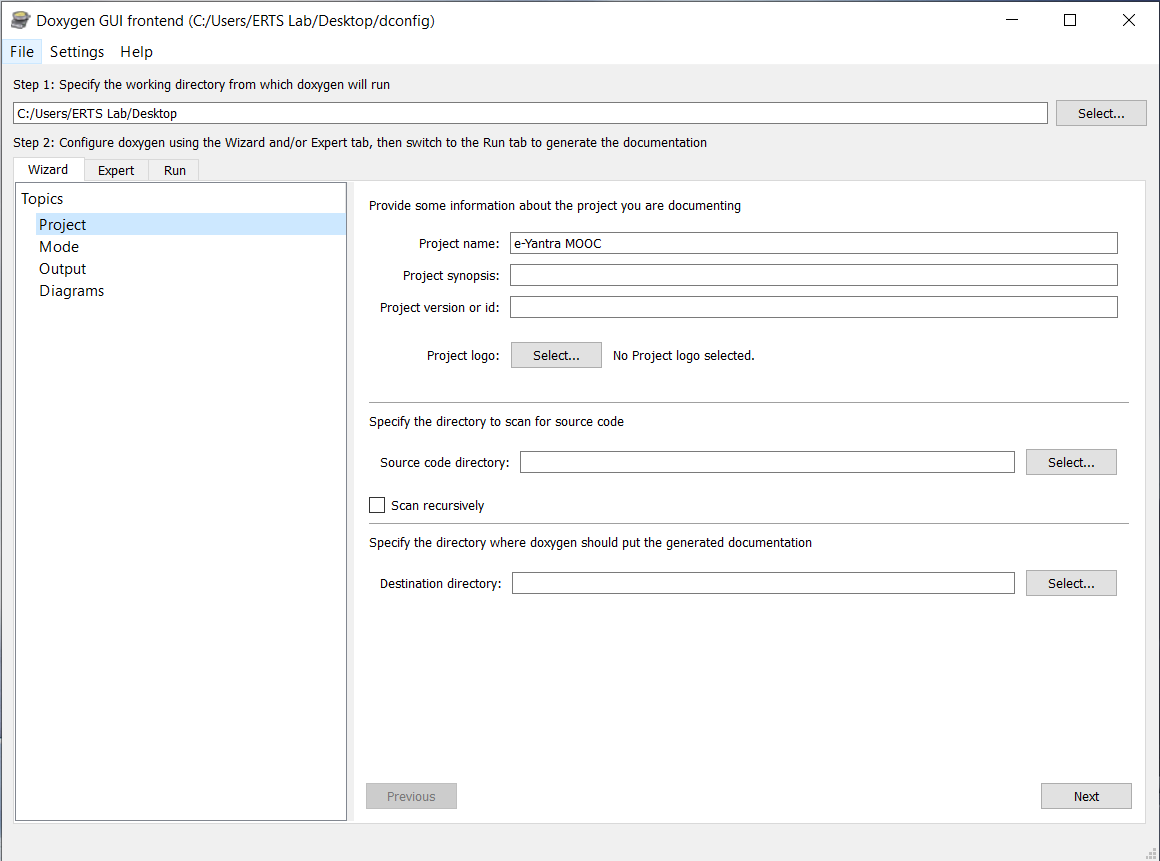 Doxygen GUI frontend (C:/Users/ERTS Lab/Desktop/dconfig)
File Settings Help
Step 1: Specify the working directory from which doxygen will run
C:/Users/ERTS Lab/Desktop Select...
Step 2: Configure doxygen using the Wizard and/or Expert tab, then switch to the Run tab to generate the documentation
Wizard Expert Run
Topics
Project
Mode
Output
Diagrams
Provide some information about the project you are documenting
Project name: e-Yantra MOOC
Project synopsis:
Project version or id:
Project logo: Select... No Project logo selected.
Specify the directory to scan for source code
Source code directory: Select...
Scan recursively
Specify the directory where doxygen should put the generated documentation
Destination directory: Select...
Previous Next